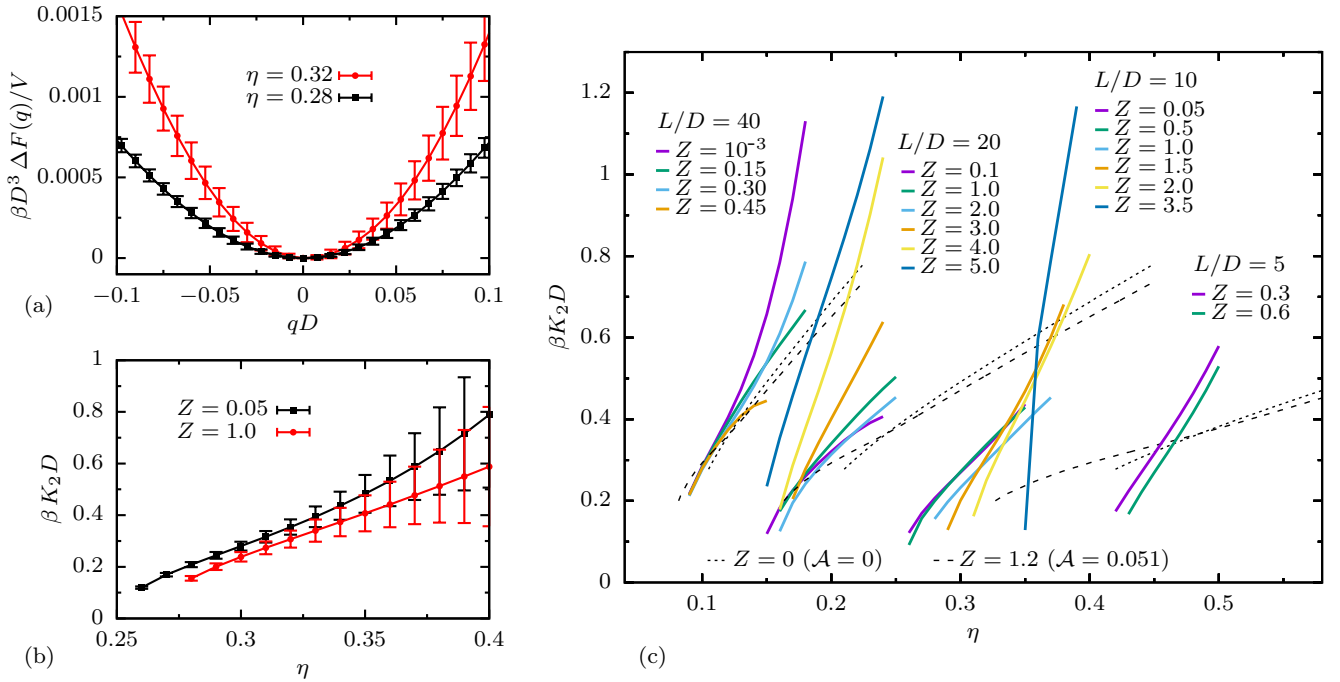 0.0015
0.001
0.0005
0
βD³ ΔF(q)/V
η = 0.32
η = 0.28
−0.1
−0.05
0
0.05
0.1
qD
(a)
1
0.8
0.6
0.4
0.2
0
β K₂D
Z = 0.05
Z = 1.0
0.25
0.3
0.35
0.4
η
(b)
1.2
1
0.8
0.6
0.4
0.2
0
βK₂D
L/D = 40
Z = 10⁻³
Z = 0.15
Z = 0.30
Z = 0.45
L/D = 20
Z = 0.1
Z = 1.0
Z = 2.0
Z = 3.0
Z = 4.0
Z = 5.0
L/D = 10
Z = 0.05
Z = 0.5
Z = 1.0
Z = 1.5
Z = 2.0
Z = 3.5
L/D = 5
Z = 0.3
Z = 0.6
Z = 0 (𝒜 = 0)
Z = 1.2 (𝒜 = 0.051)
0.1
0.2
0.3
0.4
0.5
η
(c)